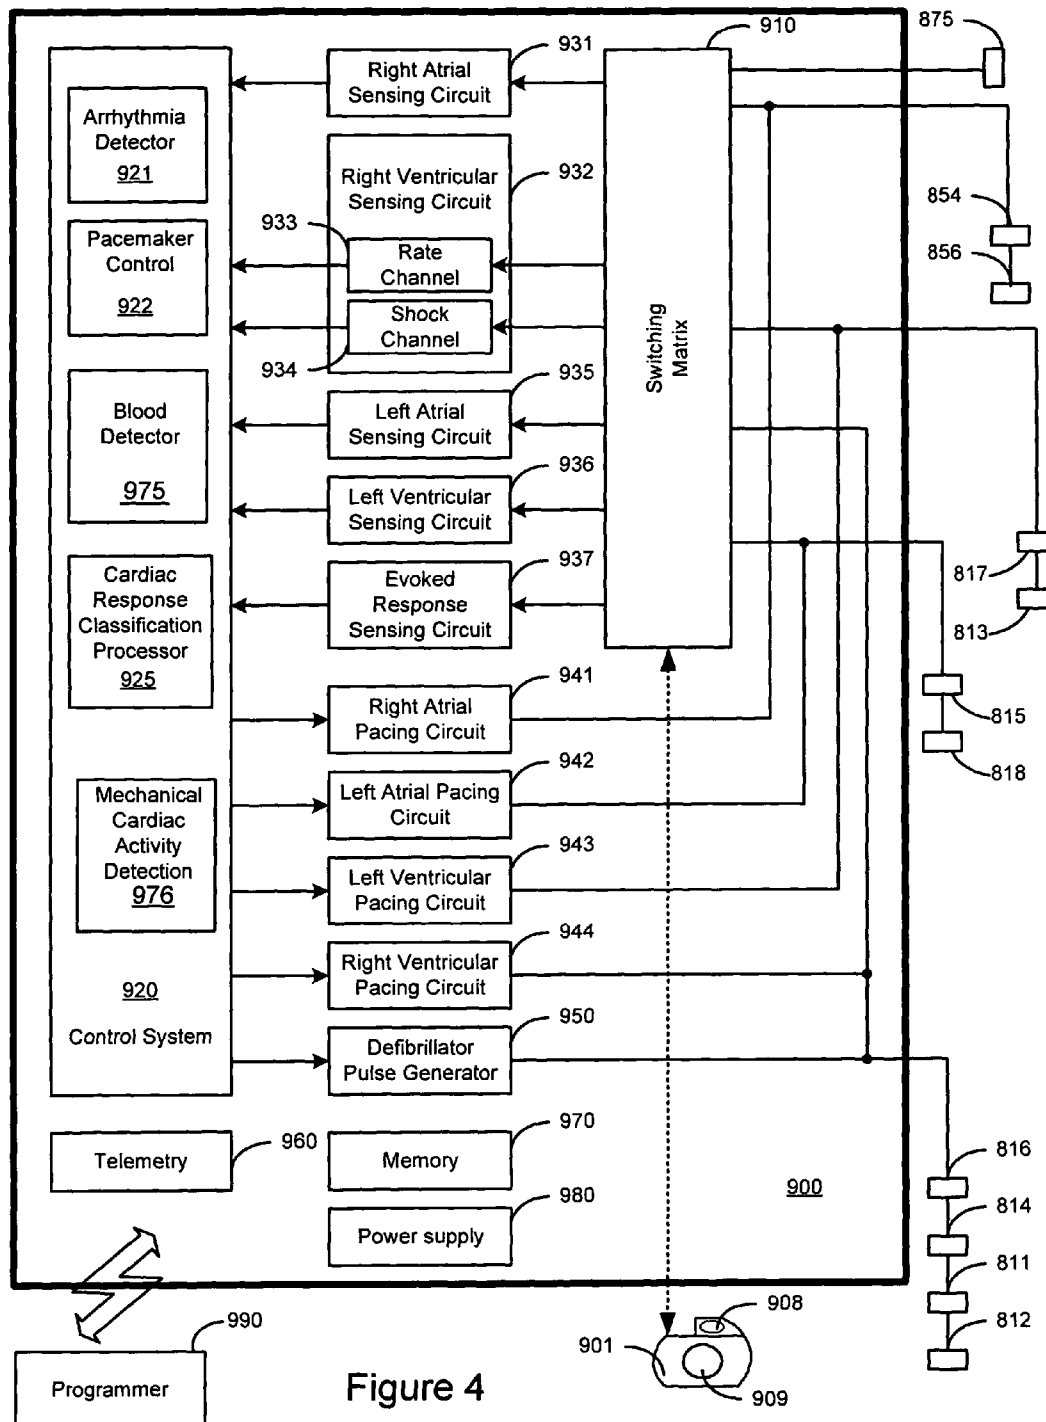 931
910
875
Right Atrial
Sensing Circuit
Arrhythmia
Detector
921
Right Ventricular
Sensing Circuit
932
854
933
Pacemaker
Control
922
Rate
Channel
856
Shock
Channel
934
Switching
Matrix
935
Blood
Detector
975
Left Atrial
Sensing Circuit
936
Left Ventricular
Sensing Circuit
817
937
Cardiac
Response
Classification
Processor
925
Evoked
Response
Sensing Circuit
813
941
Right Atrial
Pacing Circuit
815
942
818
Mechanical
Cardiac
Activity
Detection
976
Left Atrial Pacing
Circuit
943
Left Ventricular
Pacing Circuit
944
Right Ventricular
Pacing Circuit
920
Control System
950
Defibrillator
Pulse Generator
970
960
Telemetry
Memory
816
900
980
814
Power supply
811
908
812
990
901
Programmer
Figure 4
909